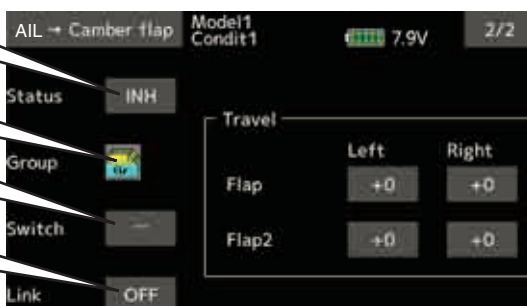 AIL → Camber flap Model1 7.9V 2/2
Condit1
Status INH
Travel
Left Right
Group
Flap +0 +0
Switch --
Flap2 +0 +0
Link OFF